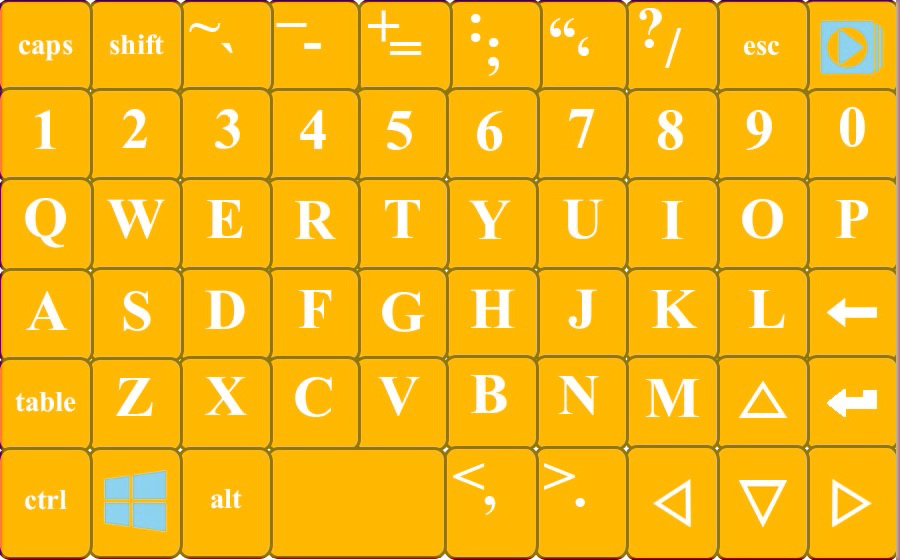 caps shift ~ ` _ - + = : ; “ ‘ ? / esc
1 2 3 4 5 6 7 8 9 0
Q W E R T Y U I O P
A S D F G H J K L
table Z X C V B N M
ctrl alt < , > .